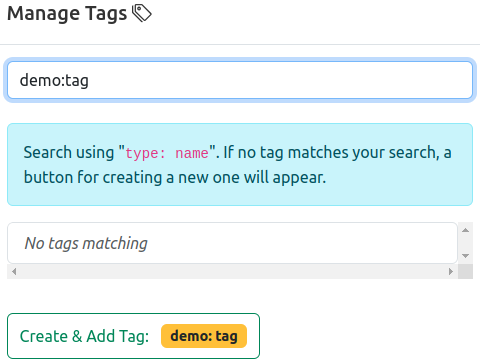 Manage Tags
demo:tag
Search using "type: name". If no tag matches your search, a
button for creating a new one will appear.
No tags matching
Create & Add Tag: demo: tag